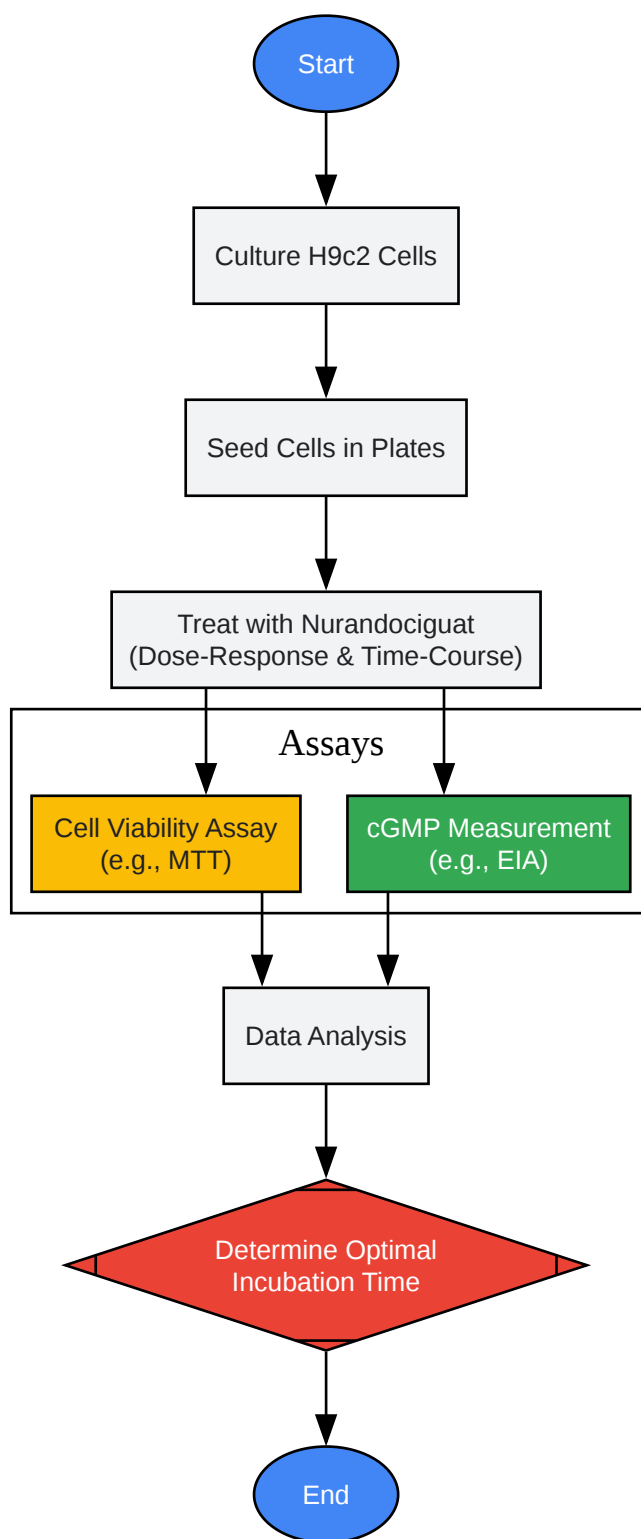 Start
Culture H9c2 Cells
Seed Cells in Plates
Treat with Nurandociguat
(Dose-Response & Time-Course)
Assays
Cell Viability Assay
(e.g., MTT)
cGMP Measurement
(e.g., EIA)
Data Analysis
Determine Optimal
Incubation Time
End